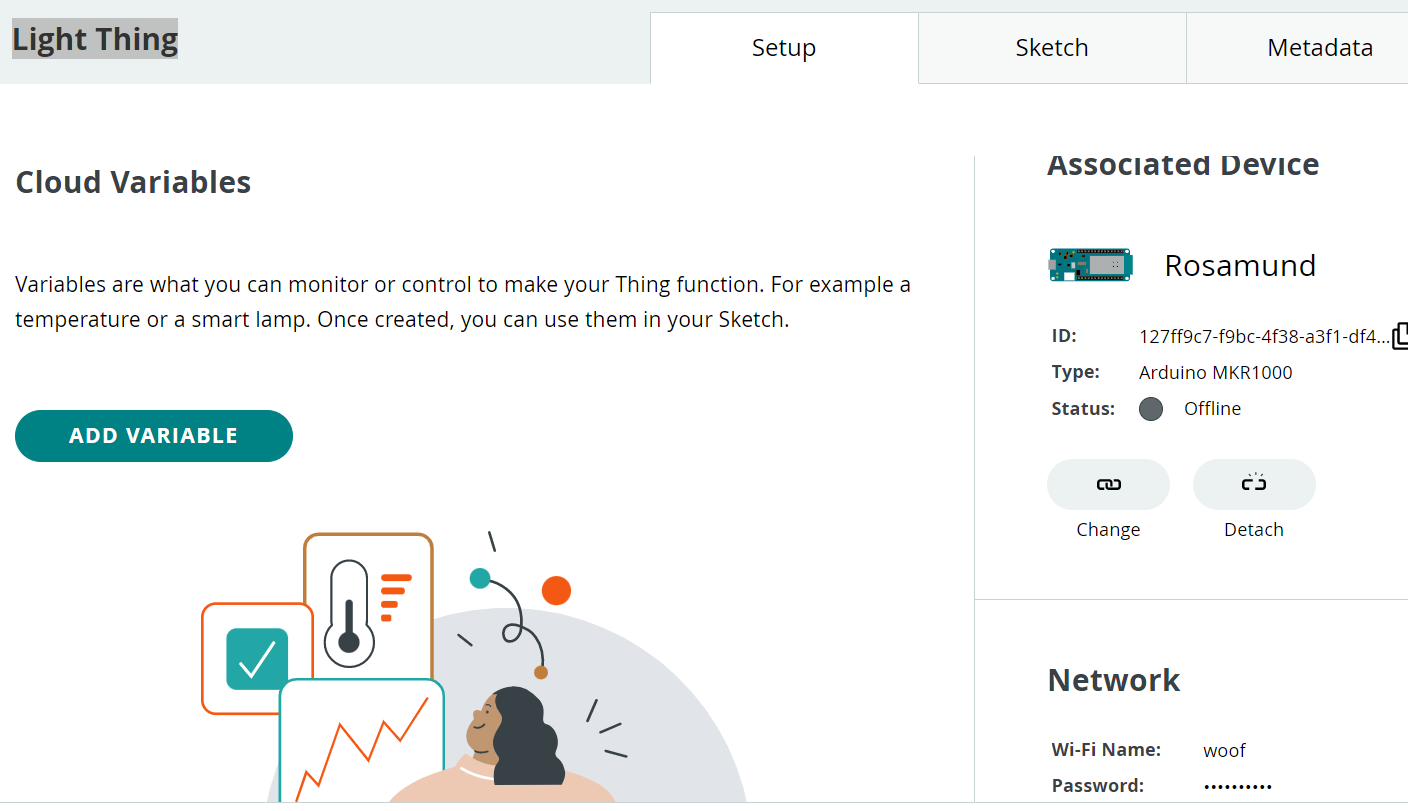 Light Thing
Setup
Sketch
Metadata
Cloud Variables
Variables are what you can monitor or control to make your Thing function. For example a
temperature or a smart lamp. Once created, you can use them in your Sketch.
ADD VARIABLE
Associated Device
Rosamund
ID: 127ff9c7-f9bc-4f38-a3f1-df4...
Type: Arduino MKR1000
Status: Offline
Change
Detach
Network
Wi-Fi Name: woof
Password: ••••••••••